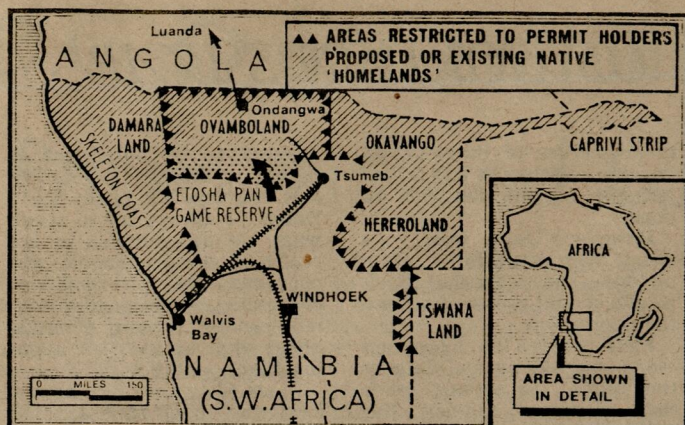 Luanda
ANGOLA
AREAS RESTRICTED TO PERMIT HOLDERS
PROPOSED OR EXISTING NATIVE
'HOMELANDS'
Ondangwa
DAMARA
LAND
OVAMBOLAND
OKAVANGO
CAPRIVI STRIP
SKELETON COAST
Tsumeb
ETOSHA PAN
GAME RESERVE
HEREROLAND
AFRICA
WINDHOEK
TSWANA
LAND
Walvis
Bay
NAMIBIA
(S.W.AFRICA)
0 MILES 150
AREA SHOWN
IN DETAIL